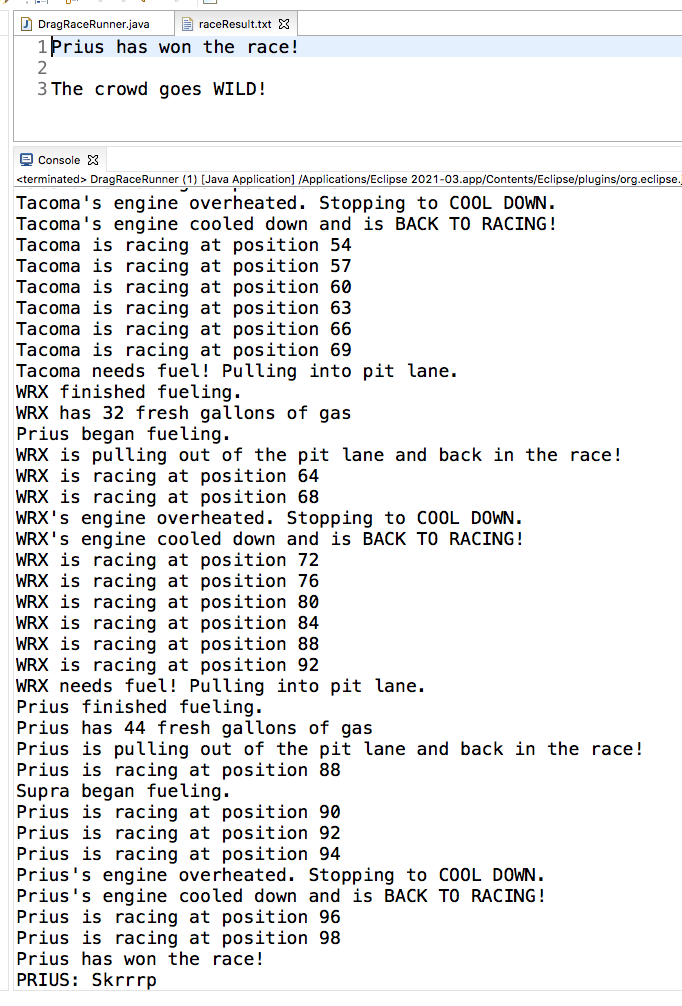 DragRaceRunner.java raceResult.txt
1 Prius has won the race!
2
3 The crowd goes WILD!
Console
<terminated> DragRaceRunner (1) [Java Application] /Applications/Eclipse 2021-03.app/Contents/Eclipse/plugins/org.eclipse.
Tacoma's engine overheated. Stopping to COOL DOWN.
Tacoma's engine cooled down and is BACK TO RACING!
Tacoma is racing at position 54
Tacoma is racing at position 57
Tacoma is racing at position 60
Tacoma is racing at position 63
Tacoma is racing at position 66
Tacoma is racing at position 69
Tacoma needs fuel! Pulling into pit lane.
WRX finished fueling.
WRX has 32 fresh gallons of gas
Prius began fueling.
WRX is pulling out of the pit lane and back in the race!
WRX is racing at position 64
WRX is racing at position 68
WRX's engine overheated. Stopping to COOL DOWN.
WRX's engine cooled down and is BACK TO RACING!
WRX is racing at position 72
WRX is racing at position 76
WRX is racing at position 80
WRX is racing at position 84
WRX is racing at position 88
WRX is racing at position 92
WRX needs fuel! Pulling into pit lane.
Prius finished fueling.
Prius has 44 fresh gallons of gas
Prius is pulling out of the pit lane and back in the race!
Prius is racing at position 88
Supra began fueling.
Prius is racing at position 90
Prius is racing at position 92
Prius is racing at position 94
Prius's engine overheated. Stopping to COOL DOWN.
Prius's engine cooled down and is BACK TO RACING!
Prius is racing at position 96
Prius is racing at position 98
Prius has won the race!
PRIUS: Skrrrp